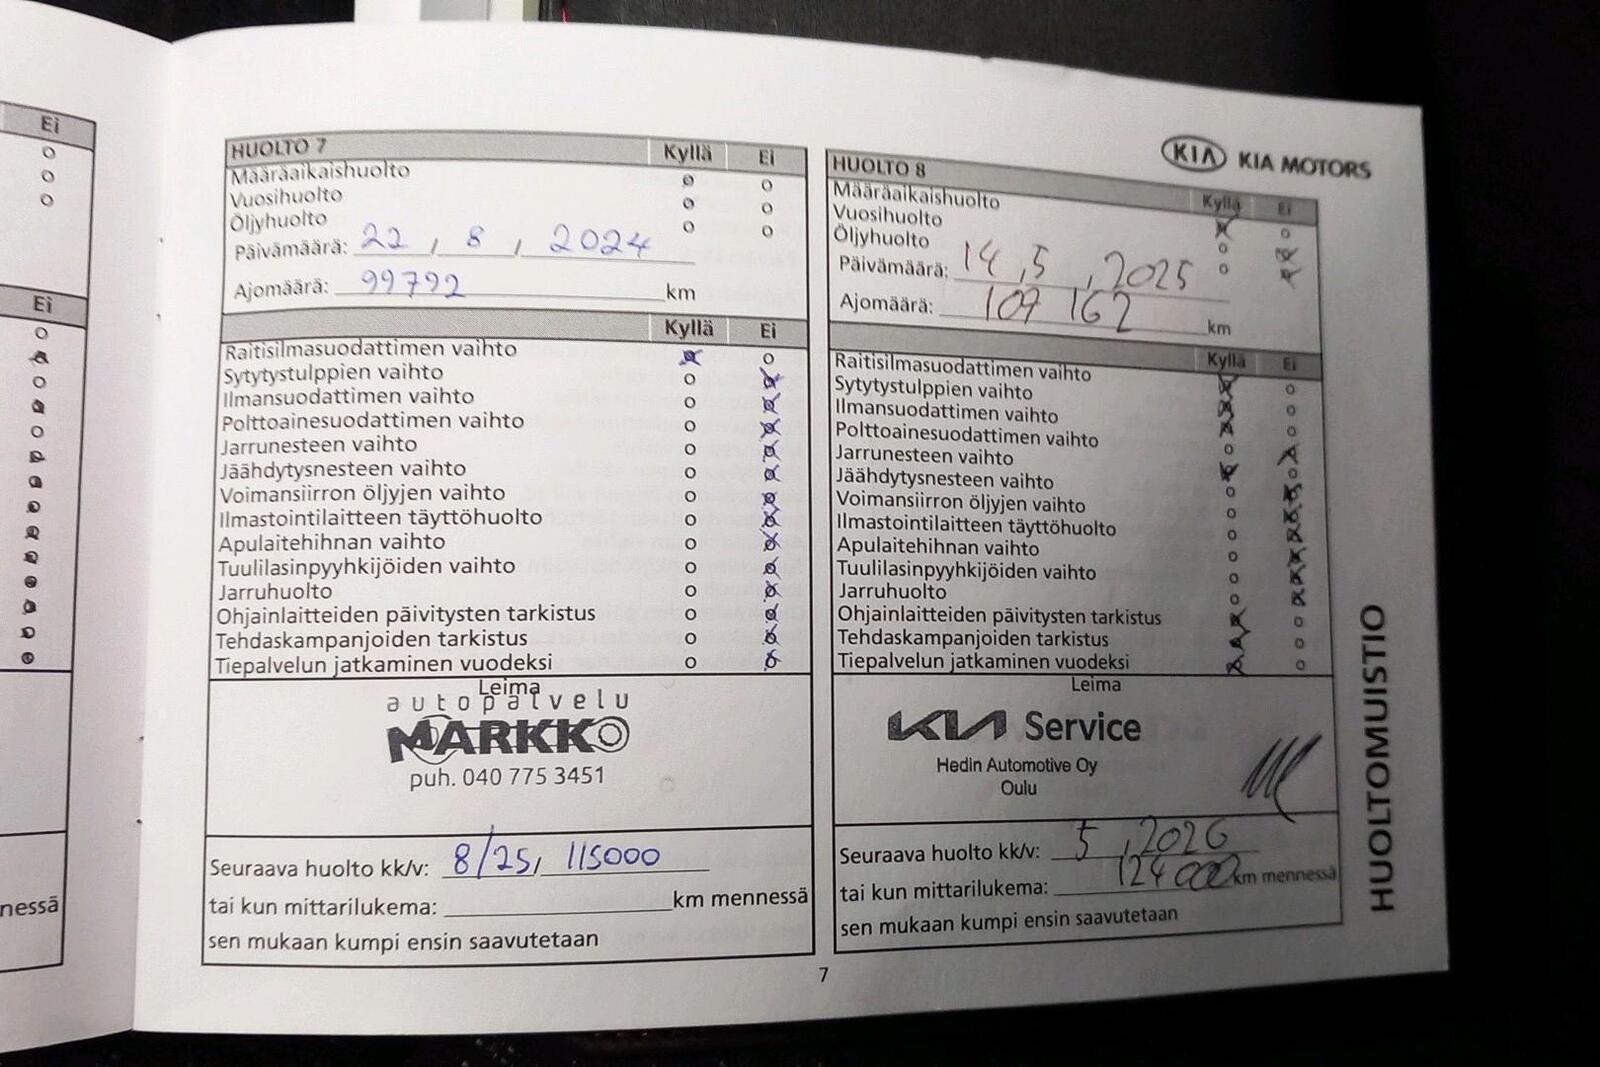 Ei
Ei
nessä
HUOLTO 7 Kyllä Ei
Määräaikaishuolto
Vuosihuolto
Öljyhuolto
Päivämäärä: 22, 8, 2024
Ajomäärä: 99792 km
Kyllä Ei
Raitisilmasuodattimen vaihto
Sytytystulppien vaihto
Ilmansuodattimen vaihto
Polttoainesuodattimen vaihto
Jarrunesteen vaihto
Jäähdytysnesteen vaihto
Voimansiirron öljyjen vaihto
Ilmastointilaitteen täyttöhuolto
Apulaitehihnan vaihto
Tuulilasinpyyhkijöiden vaihto
Jarruhuolto
Ohjainlaitteiden päivitysten tarkistus
Tehdaskampanjoiden tarkistus
Tiepalvelun jatkaminen vuodeksi
Leima
autopalvelu
MARKKO
puh. 040 775 3451
Seuraava huolto kk/v: 8/25, 115000
tai kun mittarilukema: km mennessä
sen mukaan kumpi ensin saavutetaan
KIA KIA MOTORS
HUOLTO 8
Kyllä Ei
Määräaikaishuolto
Vuosihuolto
Öljyhuolto
Päivämäärä: 14,5,2025
Ajomäärä: 109 162 km
Kyllä Ei
Raitisilmasuodattimen vaihto
Sytytystulppien vaihto
Ilmansuodattimen vaihto
Polttoainesuodattimen vaihto
Jarrunesteen vaihto
Jäähdytysnesteen vaihto
Voimansiirron öljyjen vaihto
Ilmastointilaitteen täyttöhuolto
Apulaitehihnan vaihto
Tuulilasinpyyhkijöiden vaihto
Jarruhuolto
Ohjainlaitteiden päivitysten tarkistus
Tehdaskampanjoiden tarkistus
Tiepalvelun jatkaminen vuodeksi
Leima
KIA Service
Hedin Automotive Oy
Oulu
Seuraava huolto kk/v: 5,2026
tai kun mittarilukema: 124000 km mennessä
sen mukaan kumpi ensin saavutetaan
7
HUOLTOMUISTIO